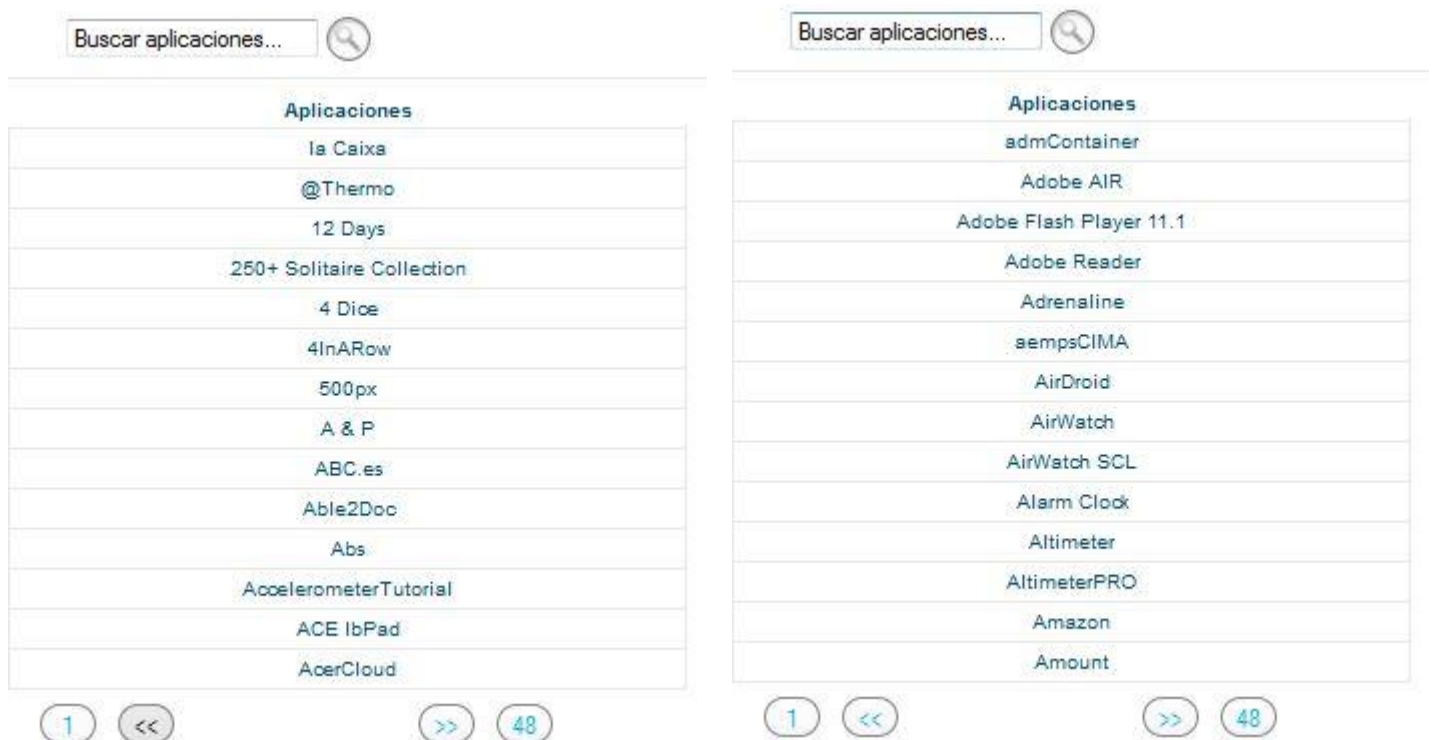 Buscar aplicaciones...
Aplicaciones
la Caixa
@Thermo
12 Days
250+ Solitaire Collection
4 Dice
4InARow
500px
A & P
ABC.es
Able2Doc
Abs
AccelerometerTutorial
ACE IbPad
AcerCloud
1 << >> 48
Buscar aplicaciones...
Aplicaciones
admContainer
Adobe AIR
Adobe Flash Player 11.1
Adobe Reader
Adrenaline
aempsCIMA
AirDroid
AirWatch
AirWatch SCL
Alarm Clock
Altimeter
AltimeterPRO
Amazon
Amount
1 << >> 48